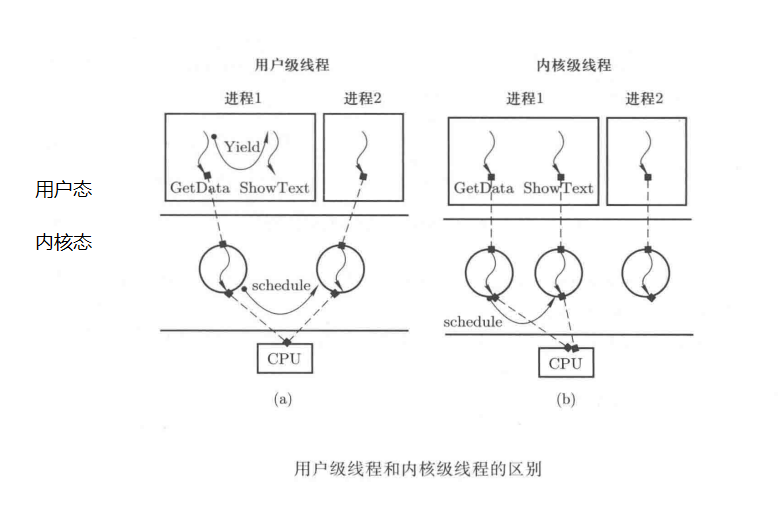 用户级线程
内核级线程
进程1
进程2
进程1
进程2
Yield
GetData
ShowText
GetData
ShowText
用户态
内核态
schedule
schedule
CPU
CPU
(a)
(b)
用户级线程和内核级线程的区别